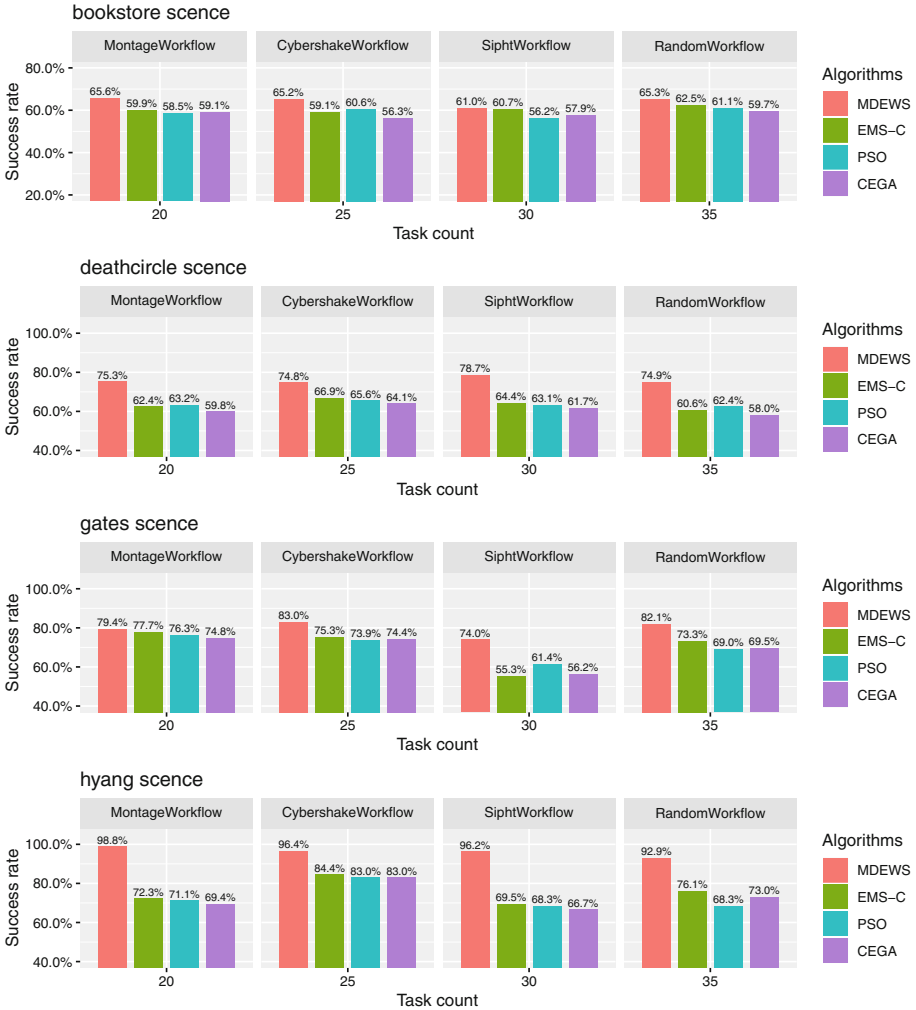 bookstore scence
MontageWorkflow CybershakeWorkflow SiphtWorkflow RandomWorkflow
80.0%
60.0%
40.0%
20.0%
Success rate
65.6% 59.9% 58.5% 59.1%
65.2% 59.1% 60.6% 56.3%
61.0% 60.7% 56.2% 57.9%
65.3% 62.5% 61.1% 59.7%
20 25 30 35
Task count
Algorithms
MDEWS
EMS-C
PSO
CEGA
deathcircle scence
MontageWorkflow CybershakeWorkflow SiphtWorkflow RandomWorkflow
100.0%
80.0%
60.0%
40.0%
Success rate
75.3% 62.4% 63.2% 59.8%
74.8% 66.9% 65.6% 64.1%
78.7% 64.4% 63.1% 61.7%
74.9% 60.6% 62.4% 58.0%
20 25 30 35
Task count
Algorithms
MDEWS
EMS-C
PSO
CEGA
gates scence
MontageWorkflow CybershakeWorkflow SiphtWorkflow RandomWorkflow
100.0%
80.0%
60.0%
40.0%
Success rate
79.4% 77.7% 76.3% 74.8%
83.0% 75.3% 73.9% 74.4%
74.0% 55.3% 61.4% 56.2%
82.1% 73.3% 69.0% 69.5%
20 25 30 35
Task count
Algorithms
MDEWS
EMS-C
PSO
CEGA
hyang scence
MontageWorkflow CybershakeWorkflow SiphtWorkflow RandomWorkflow
100.0%
80.0%
60.0%
40.0%
Success rate
98.8% 72.3% 71.1% 69.4%
96.4% 84.4% 83.0% 83.0%
96.2% 69.5% 68.3% 66.7%
92.9% 76.1% 68.3% 73.0%
20 25 30 35
Task count
Algorithms
MDEWS
EMS-C
PSO
CEGA